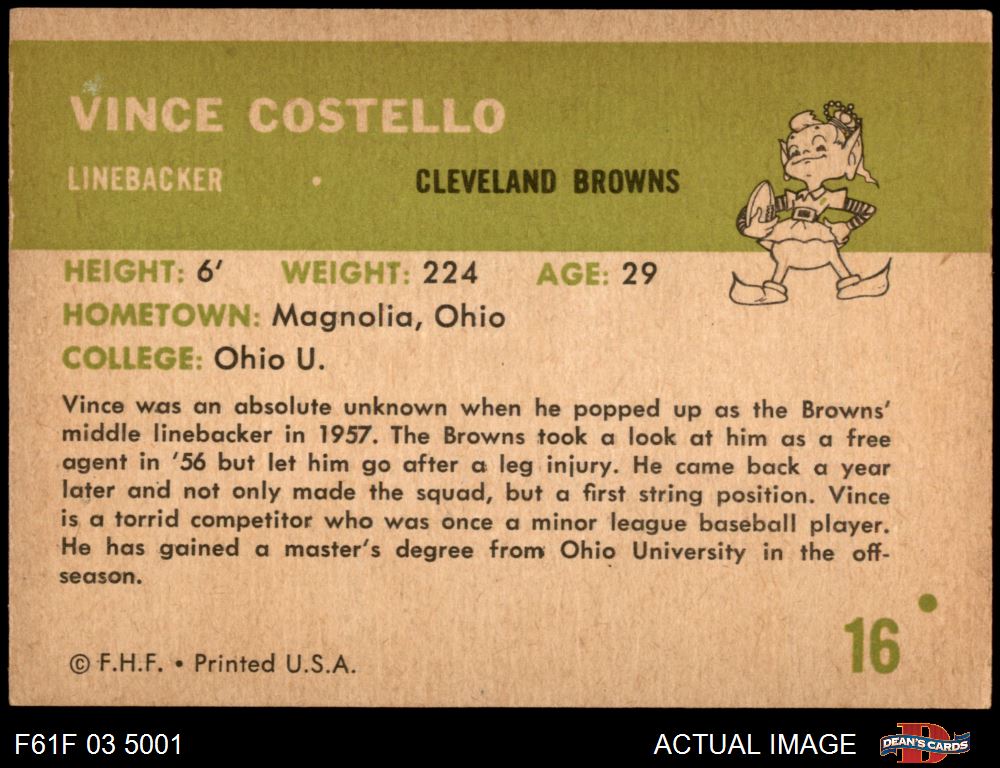 VINCE COSTELLO
LINEBACKER • CLEVELAND BROWNS
HEIGHT: 6' WEIGHT: 224 AGE: 29
HOMETOWN: Magnolia, Ohio
COLLEGE: Ohio U.
Vince was an absolute unknown when he popped up as the Browns'
middle linebacker in 1957. The Browns took a look at him as a free
agent in '56 but let him go after a leg injury. He came back a year
later and not only made the squad, but a first string position. Vince
is a torrid competitor who was once a minor league baseball player.
He has gained a master's degree from Ohio University in the off-
season.
16
© F.H.F. • Printed U.S.A.
F61F 03 5001 ACTUAL IMAGE D DEAN'S CARDS